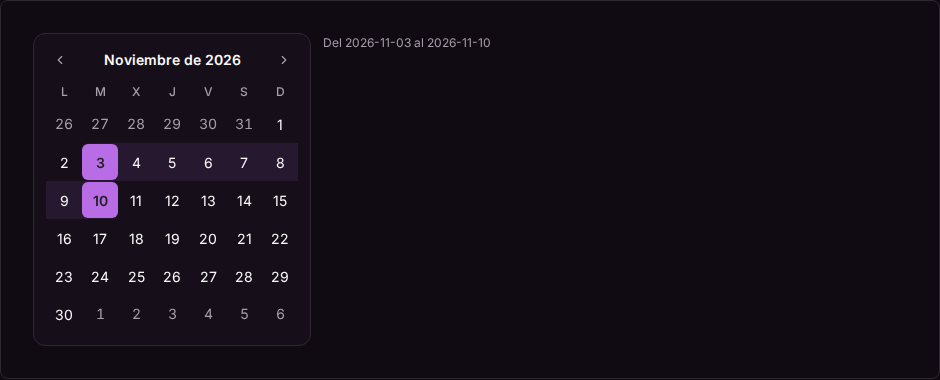 Noviembre de 2026
L M X J V S D
26 27 28 29 30 31 1
2 3 4 5 6 7 8
9 10 11 12 13 14 15
16 17 18 19 20 21 22
23 24 25 26 27 28 29
30 1 2 3 4 5 6
Del 2026-11-03 al 2026-11-10